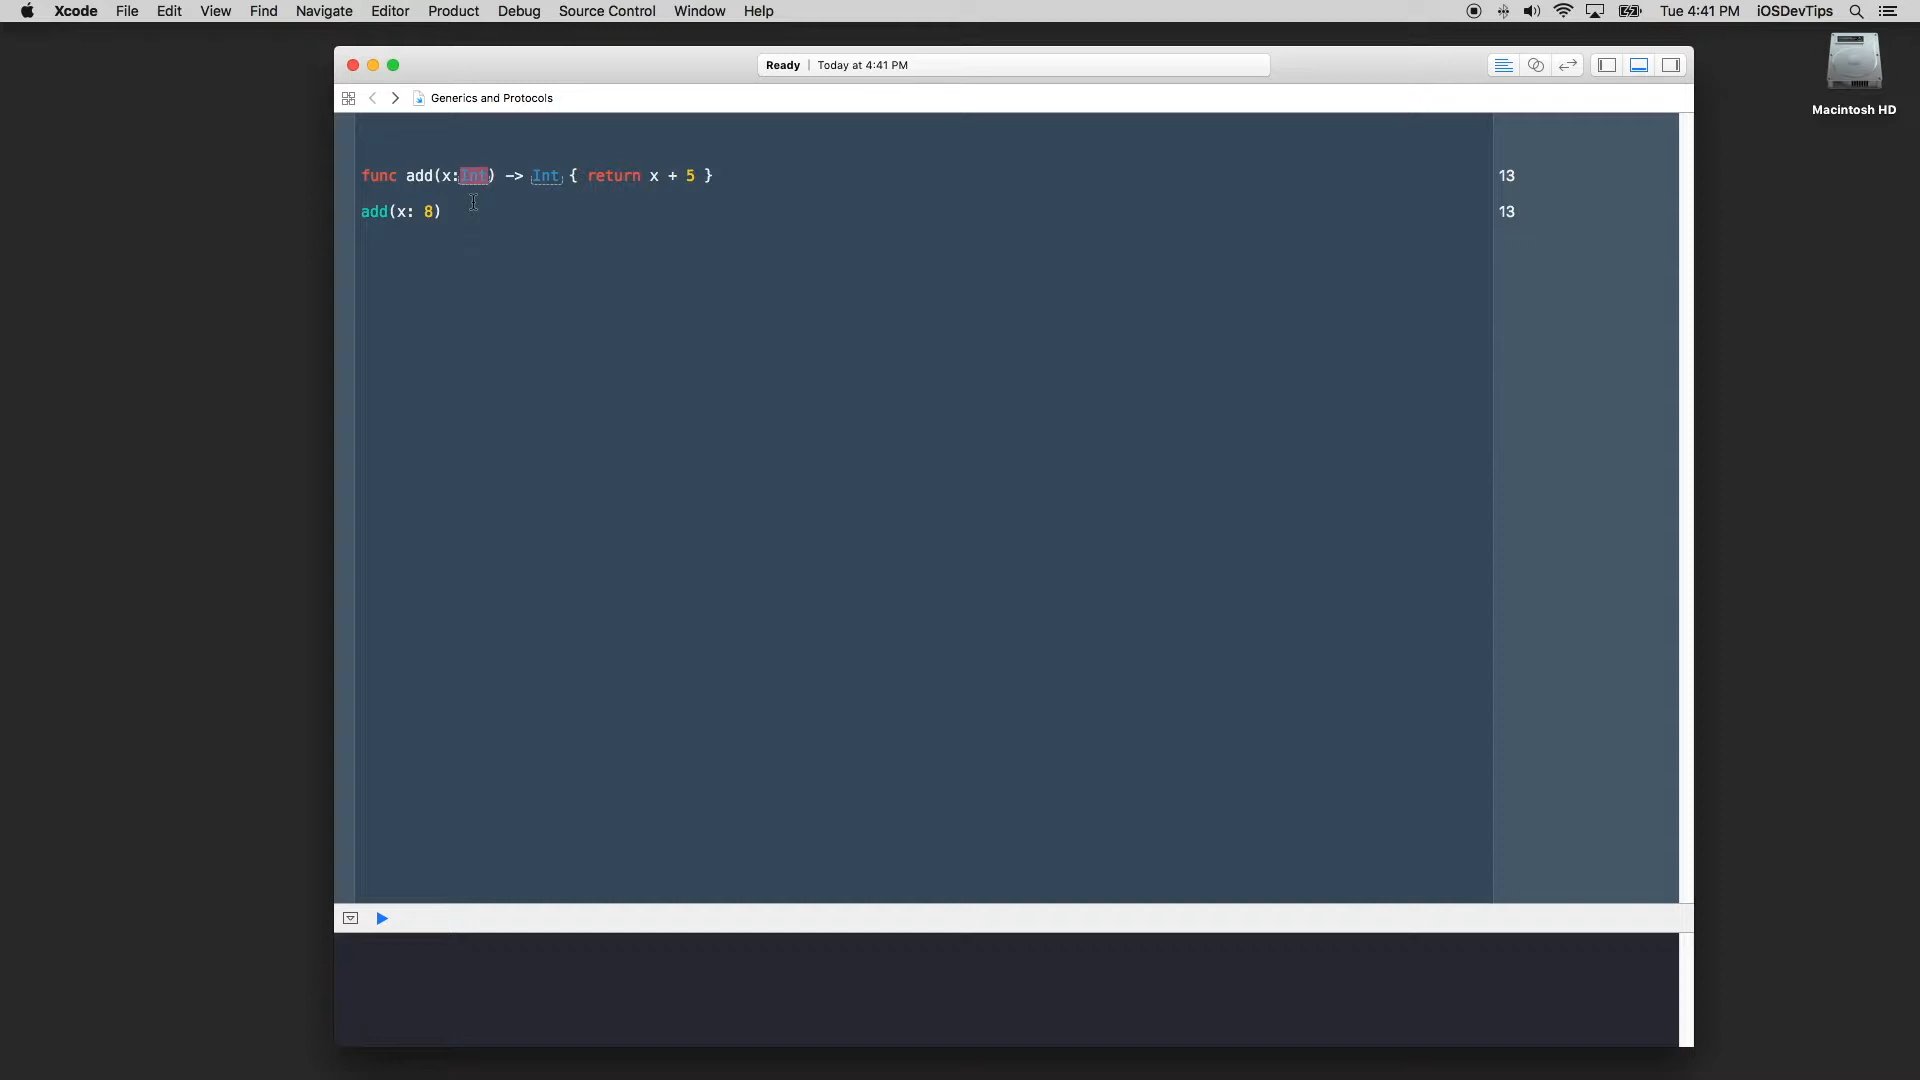 Xcode File Edit View Find Navigate Editor Product Debug Source Control Window Help Tue 4:41 PM iOSDevTips
Ready | Today at 4:41 PM
Macintosh HD
Generics and Protocols
func add(x:Int) -> Int { return x + 5 } 13
add(x: 8) 13